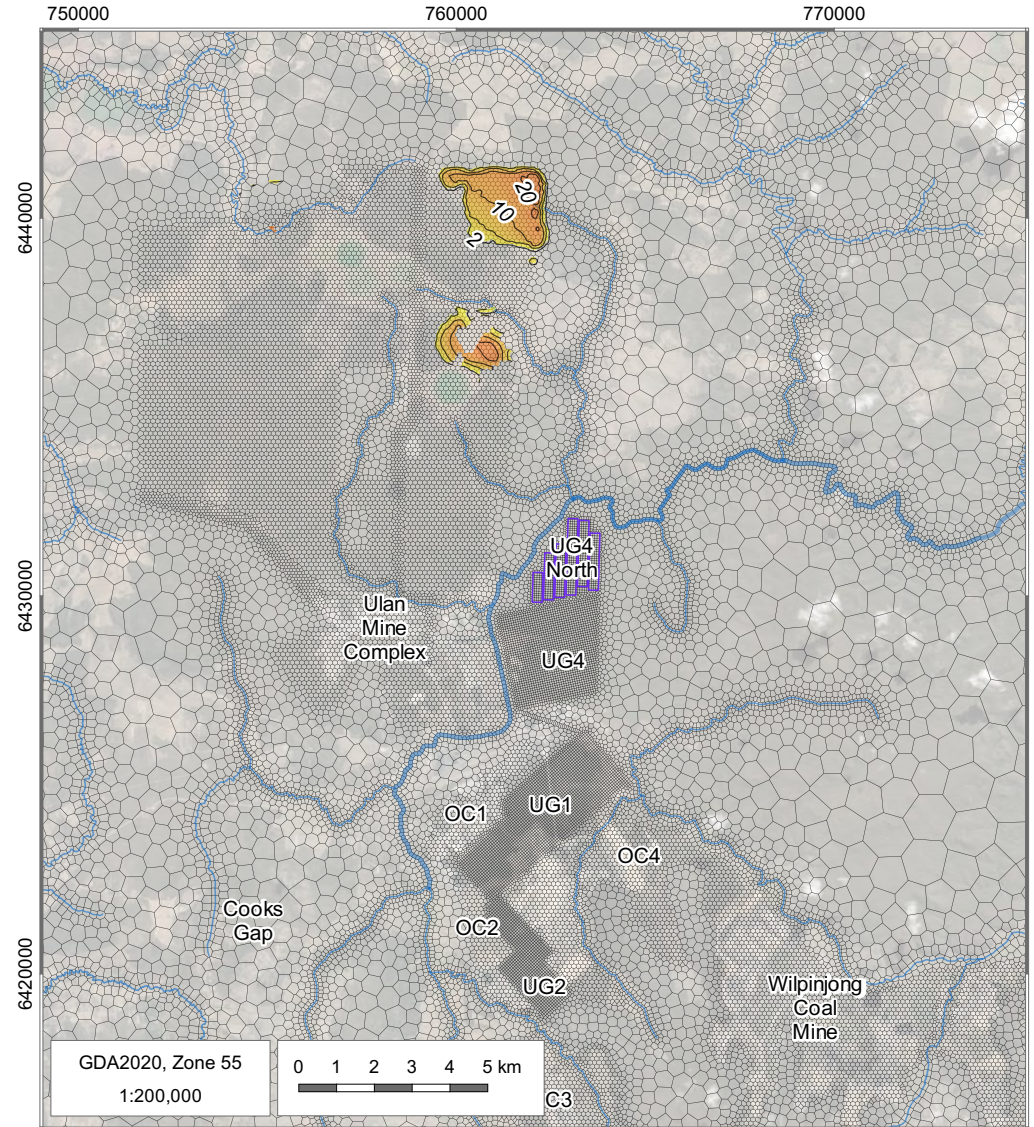 750000
760000
770000
6440000
20
10
2
UG4
North
6430000
Ulan
Mine
Complex
UG4
UG1
OC1
OC4
Cooks
Gap
OC2
6420000
UG2
Wilpinjong
Coal
Mine
GDA2020, Zone 55
1:200,000
0 1 2 3 4 5 km
C3